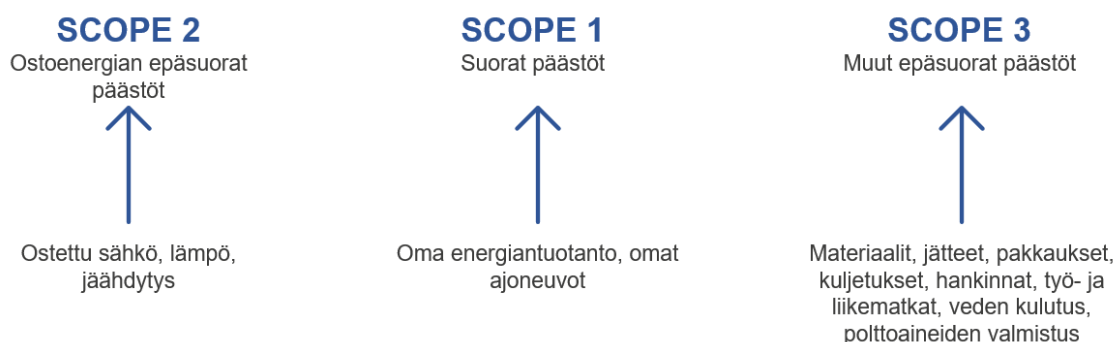 SCOPE 2
Ostoenergian epäsuorat
päästöt
Ostettu sähkö, lämpö,
jäähdytys
SCOPE 1
Suorat päästöt
Oma energiantuotanto, omat
ajoneuvot
SCOPE 3
Muut epäsuorat päästöt
Materiaalit, jätteet, pakkaukset,
kuljetukset, hankinnat, työ- ja
liikematkat, veden kulutus,
polttoaineiden valmistus